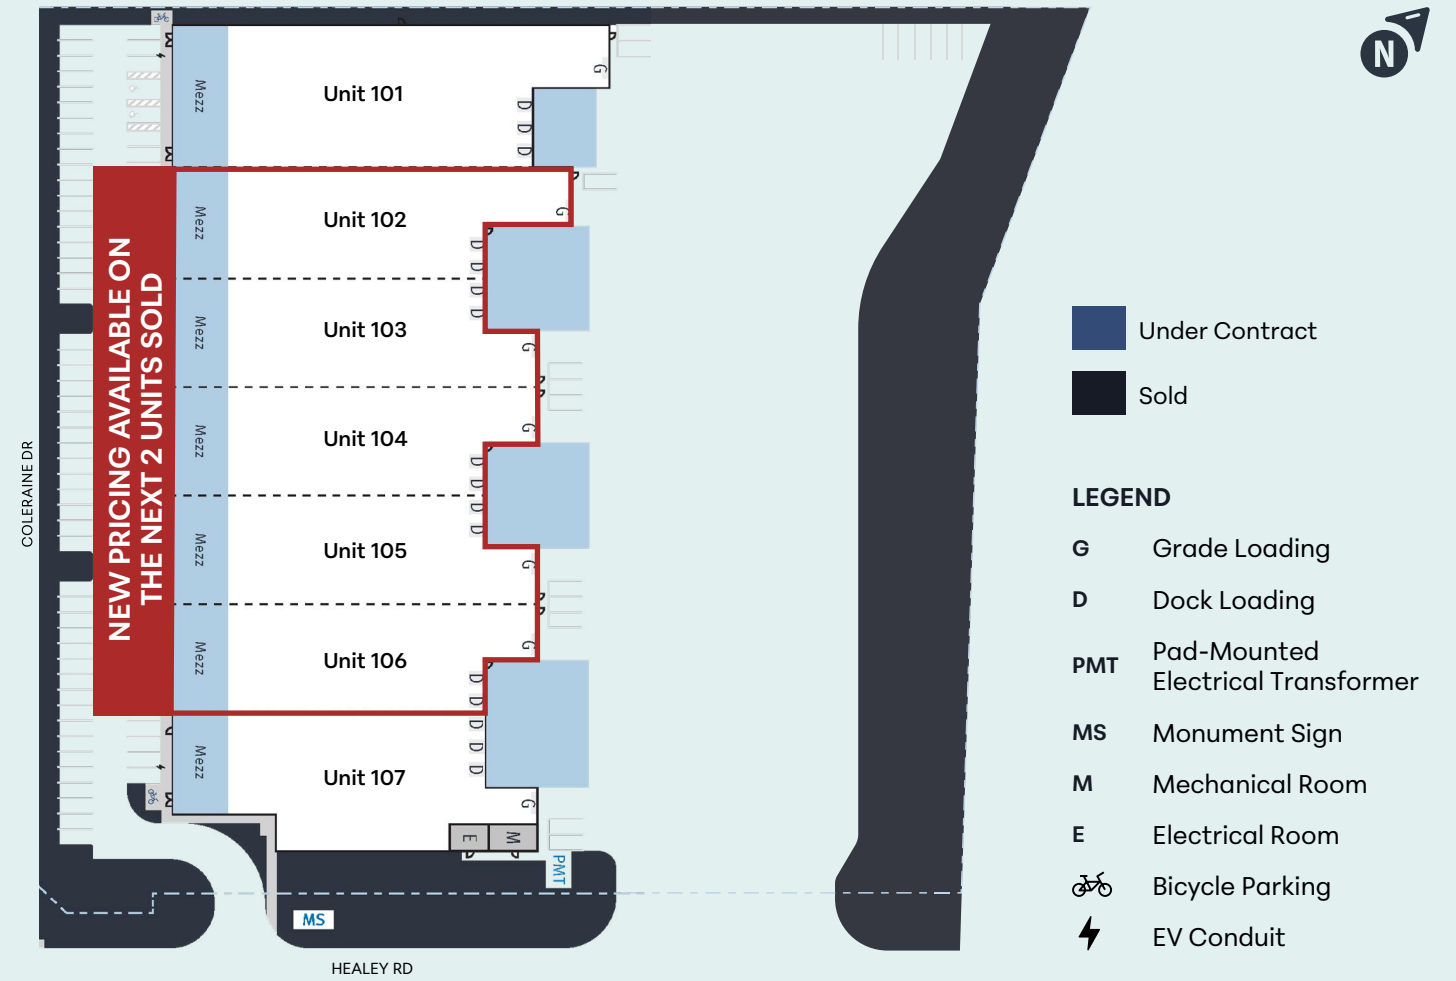 N
Mezz
Unit 101
G
D
D
D
Mezz
Unit 102
G
D
D
Mezz
Unit 103
D
D
G
Mezz
Unit 104
G
D
D
Mezz
Unit 105
D
D
G
Mezz
Unit 106
G
D
D
Mezz
Unit 107
D
D
D
G
E
M
PMT
MS
NEW PRICING AVAILABLE ON
THE NEXT 2 UNITS SOLD
COLERAINE DR
HEALEY RD
Under Contract
Sold
LEGEND
G Grade Loading
D Dock Loading
PMT Pad-Mounted
Electrical Transformer
MS Monument Sign
M Mechanical Room
E Electrical Room
Bicycle Parking
EV Conduit